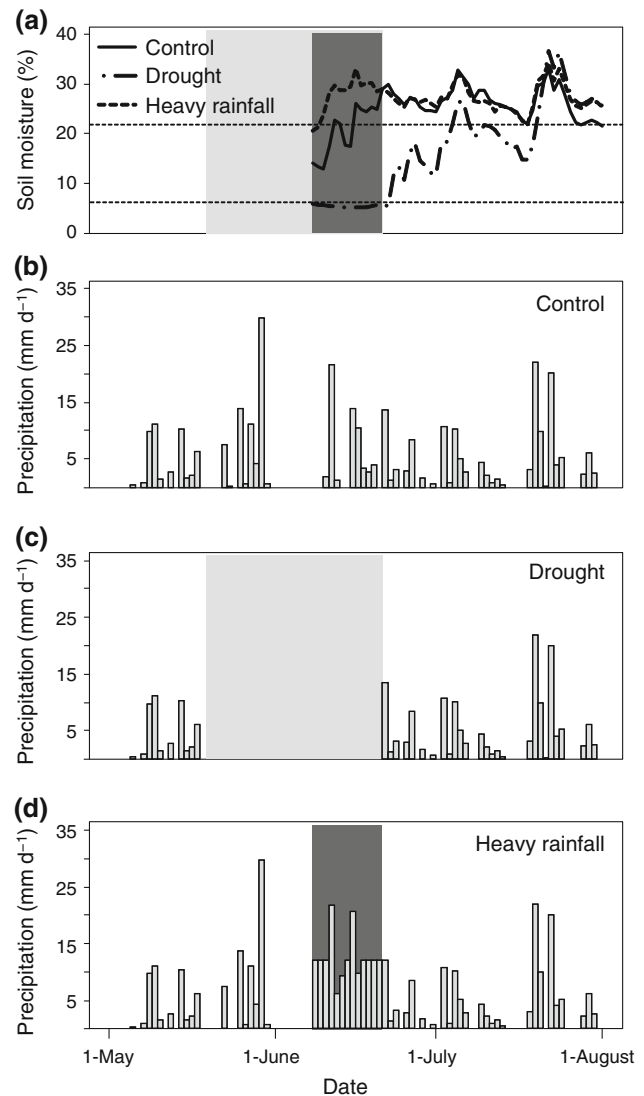 (a)
Soil moisture (%)
40
30
20
10
0
Control
Drought
Heavy rainfall
(b)
Precipitation (mm d⁻¹)
35
25
15
5
Control
(c)
Precipitation (mm d⁻¹)
35
25
15
5
Drought
(d)
Precipitation (mm d⁻¹)
35
25
15
5
Heavy rainfall
1-May
1-June
1-July
1-August
Date